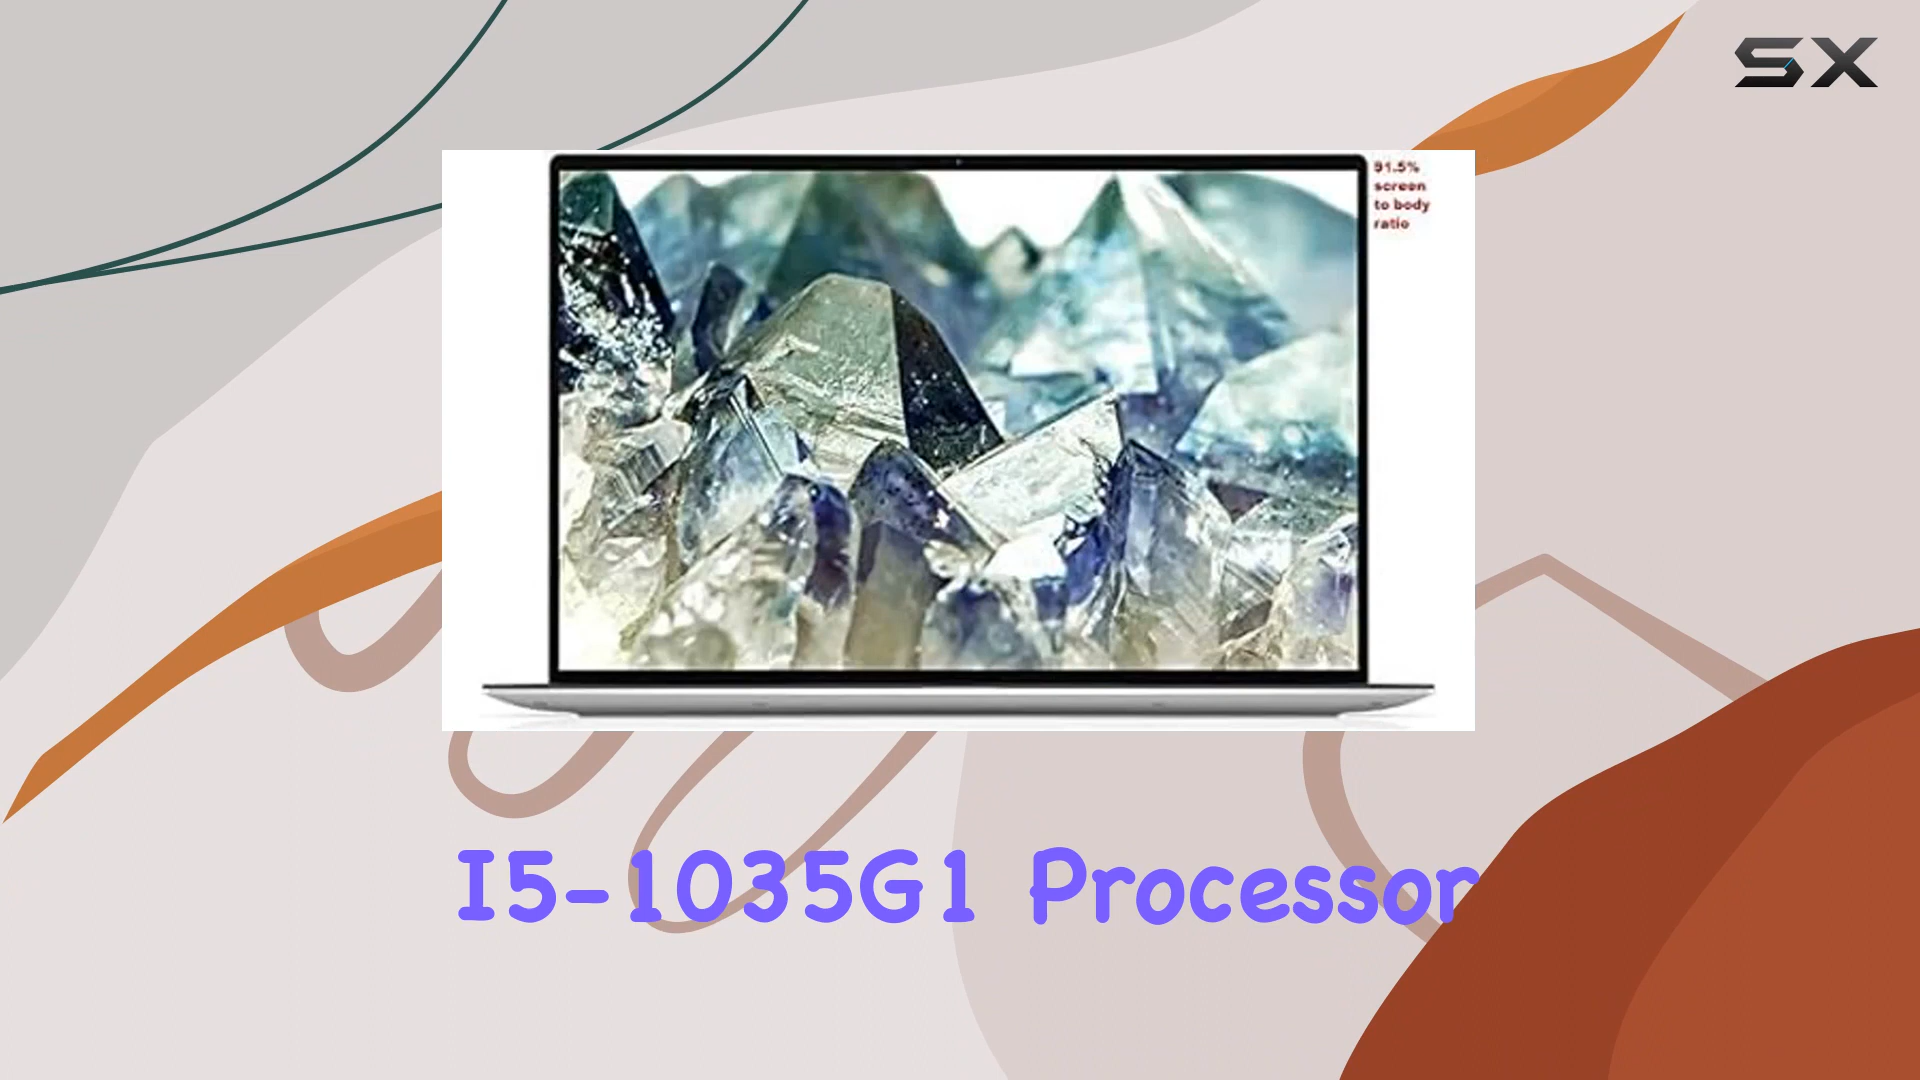 SX
91.5%
screen
to body
ratio
I5-1035G1 Processor